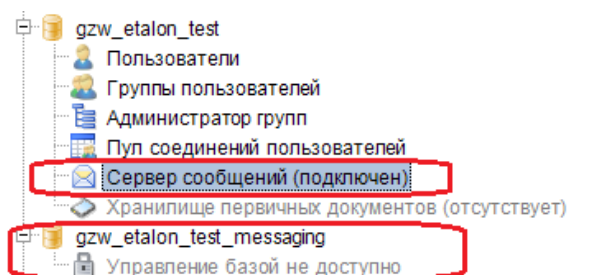 gzw_etalon_test
Пользователи
Группы пользователей
Администратор групп
Пул соединений пользователей
Сервер сообщений (подключен)
Хранилище первичных документов (отсутствует)
gzw_etalon_test_messaging
Управление базой не доступно